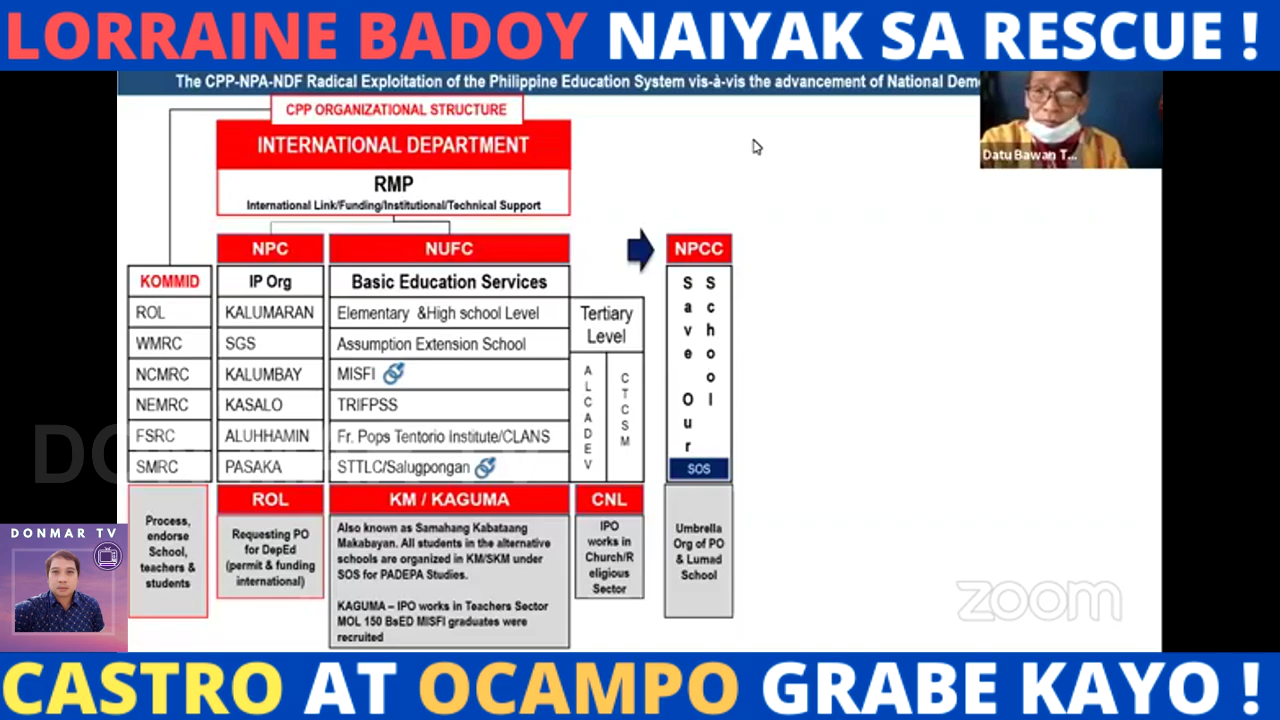 LORRAINE BADOY NAIYAK SA RESCUE !
The CPP-NPA-NDF Radical Exploitation of the Philippine Education System vis-à-vis the advancement of National
CPP ORGANIZATIONAL STRUCTURE
INTERNATIONAL DEPARTMENT
RMP
International Link/Funding/Institutional/Technical Support
Datu Bawan T...
NPC
NUFC
NPCC
KOMMID
IP Org
Basic Education Services
ROL
KALUMARAN
Elementary &High school Level
WMRC
SGS
Assumption Extension School
NCMRC
KALUMBAY
MISFI
NEMRC
KASALO
TRIFPSS
FSRC
ALUHHAMIN
Fr. Pops Tentorio Institute/CLANS
SMRC
PASAKA
STTLC/Salugpongan
Tertiary
Level
ALCADEV
CTCSM
Save Our
School
SOS
Process,
endorse
School,
teachers &
students
ROL
Requesting PO
for DepEd
(permit & funding
international)
KM / KAGUMA
Also known as Samahang Kabataang
Makabayan. All students in the alternative
schools are organized in KM/SKM under
SOS for PADEPA Studies.
KAGUMA – IPO works in Teachers Sector
MOL 150 BsED MISFI graduates were
recruited
CNL
IPO
works in
Church/R
eligious
Sector
Umbrella
Org of PO
& Lumad
School
DONMAR TV
zoom
CASTRO AT OCAMPO GRABE KAYO !